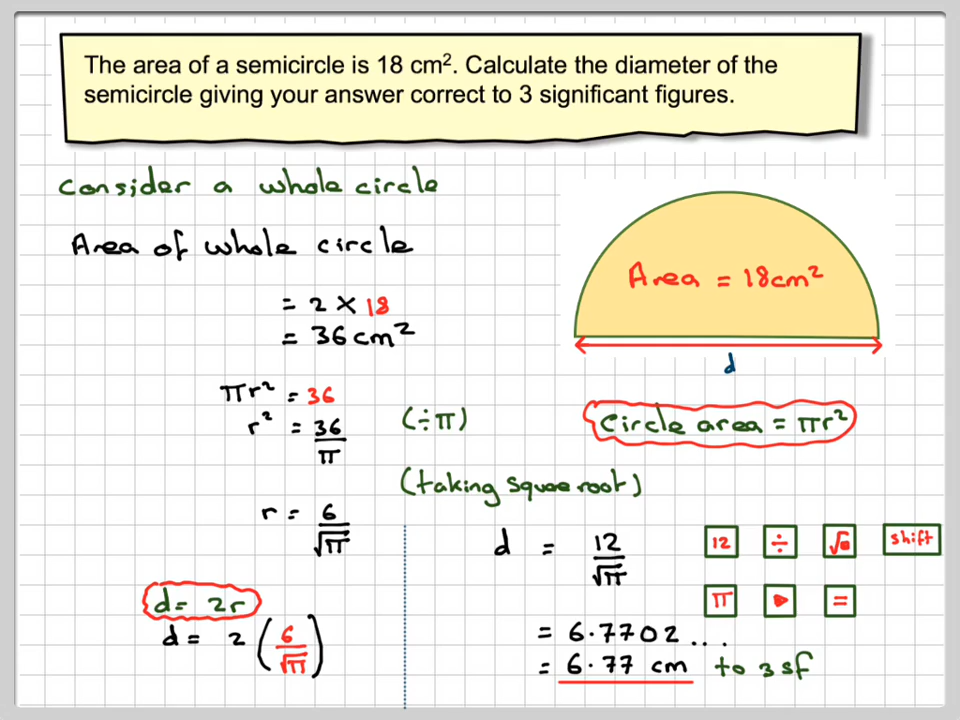 The area of a semicircle is 18 cm². Calculate the diameter of the
semicircle giving your answer correct to 3 significant figures.
Consider a whole circle
Area of whole circle
= 2 × 18
= 36 cm²
Area = 18cm²
d
πr² = 36
r² = 36/π (÷π)
Circle area = πr²
(taking square root)
r = 6/√π
d = 2r
d = 2 (6/√π)
d = 12/√π
12 ÷ √ shift
π ▶ =
= 6.7702...
= 6.77 cm to 3 sf